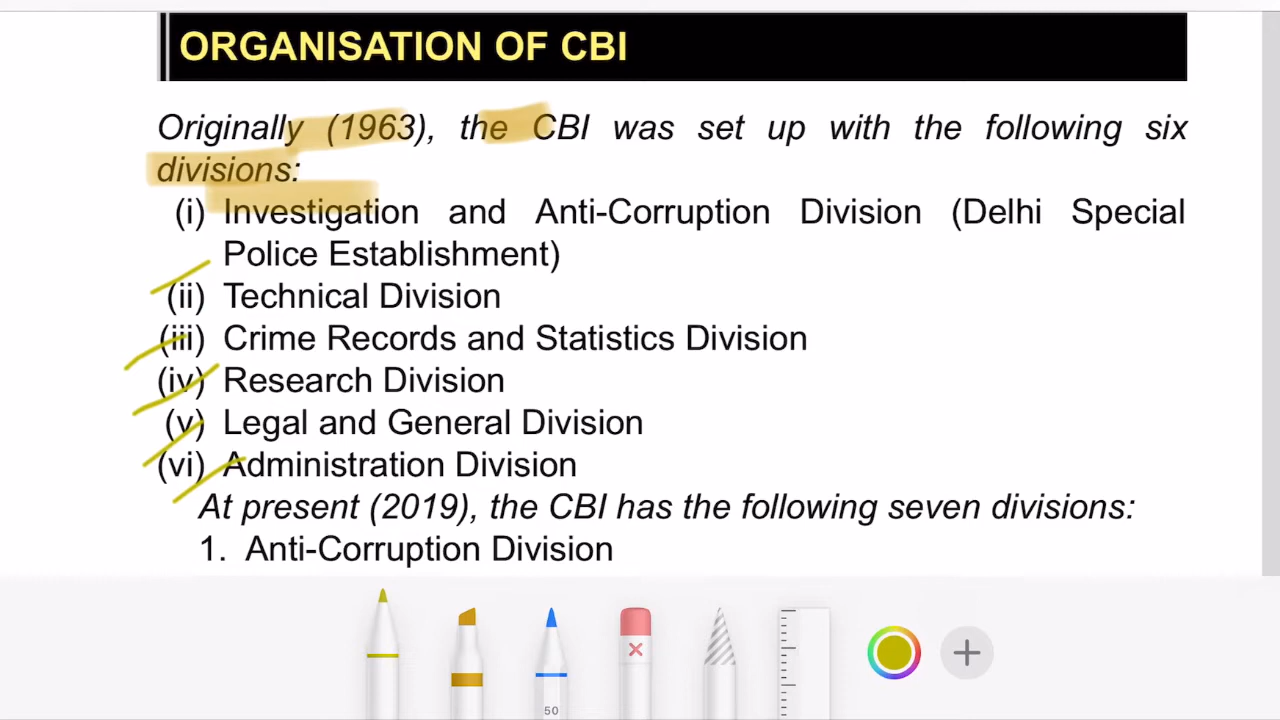 ORGANISATION OF CBI
Originally (1963), the CBI was set up with the following six
divisions:
(i) Investigation and Anti-Corruption Division (Delhi Special
Police Establishment)
(ii) Technical Division
(iii) Crime Records and Statistics Division
(iv) Research Division
(v) Legal and General Division
(vi) Administration Division
At present (2019), the CBI has the following seven divisions:
1. Anti-Corruption Division
50